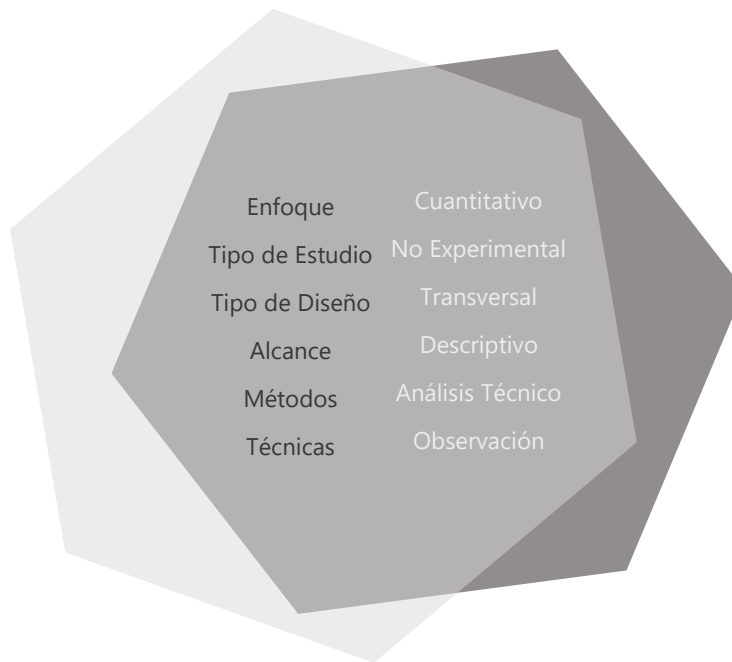 Enfoque
Tipo de Estudio
Tipo de Diseño
Alcance
Métodos
Técnicas
Cuantitativo
No Experimental
Transversal
Descriptivo
Análisis Técnico
Observación